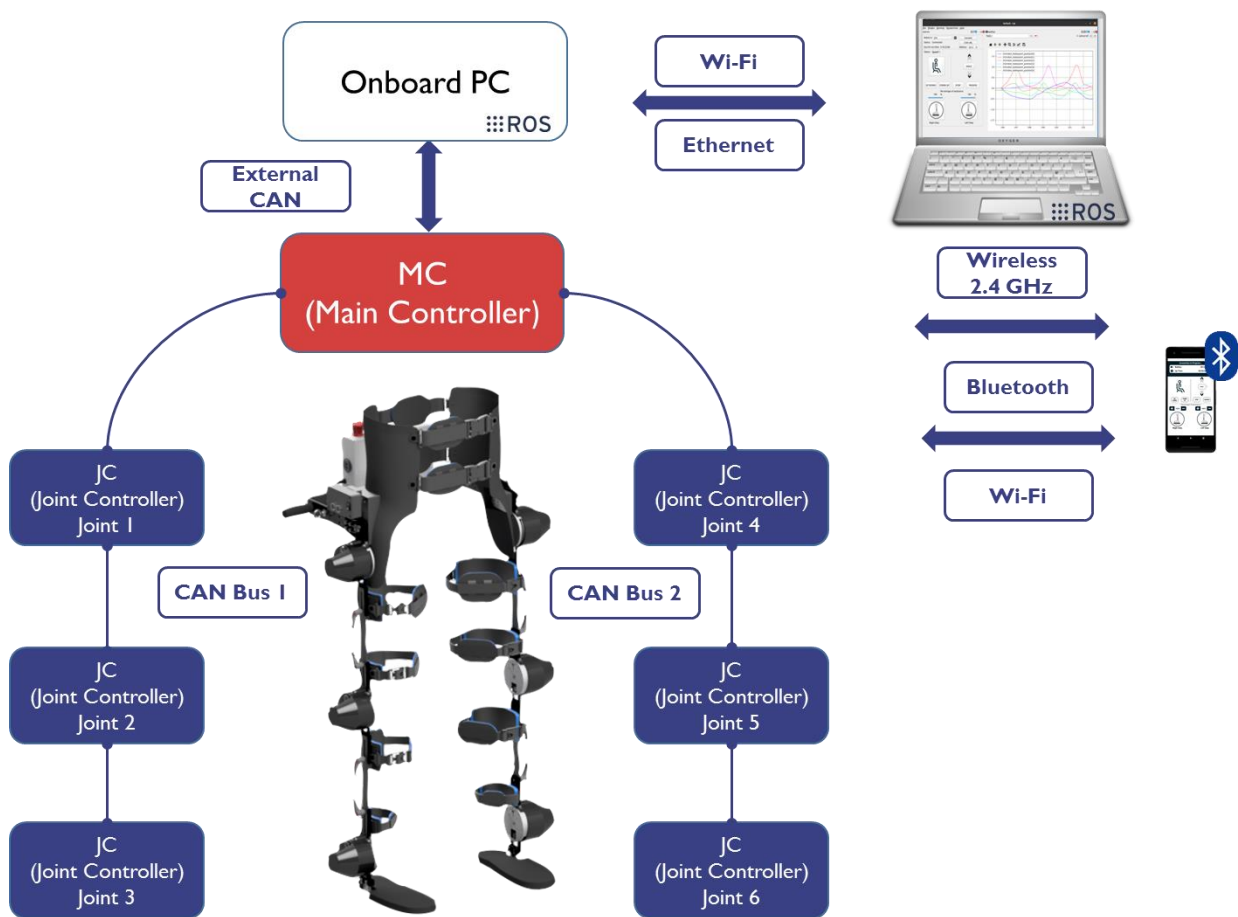 Onboard PC
ROS
Wi-Fi
Ethernet
ROS
External
CAN
MC
(Main Controller)
Wireless
2.4 GHz
Bluetooth
Wi-Fi
JC
(Joint Controller)
Joint 1
JC
(Joint Controller)
Joint 4
CAN Bus 1
CAN Bus 2
JC
(Joint Controller)
Joint 2
JC
(Joint Controller)
Joint 5
JC
(Joint Controller)
Joint 3
JC
(Joint Controller)
Joint 6